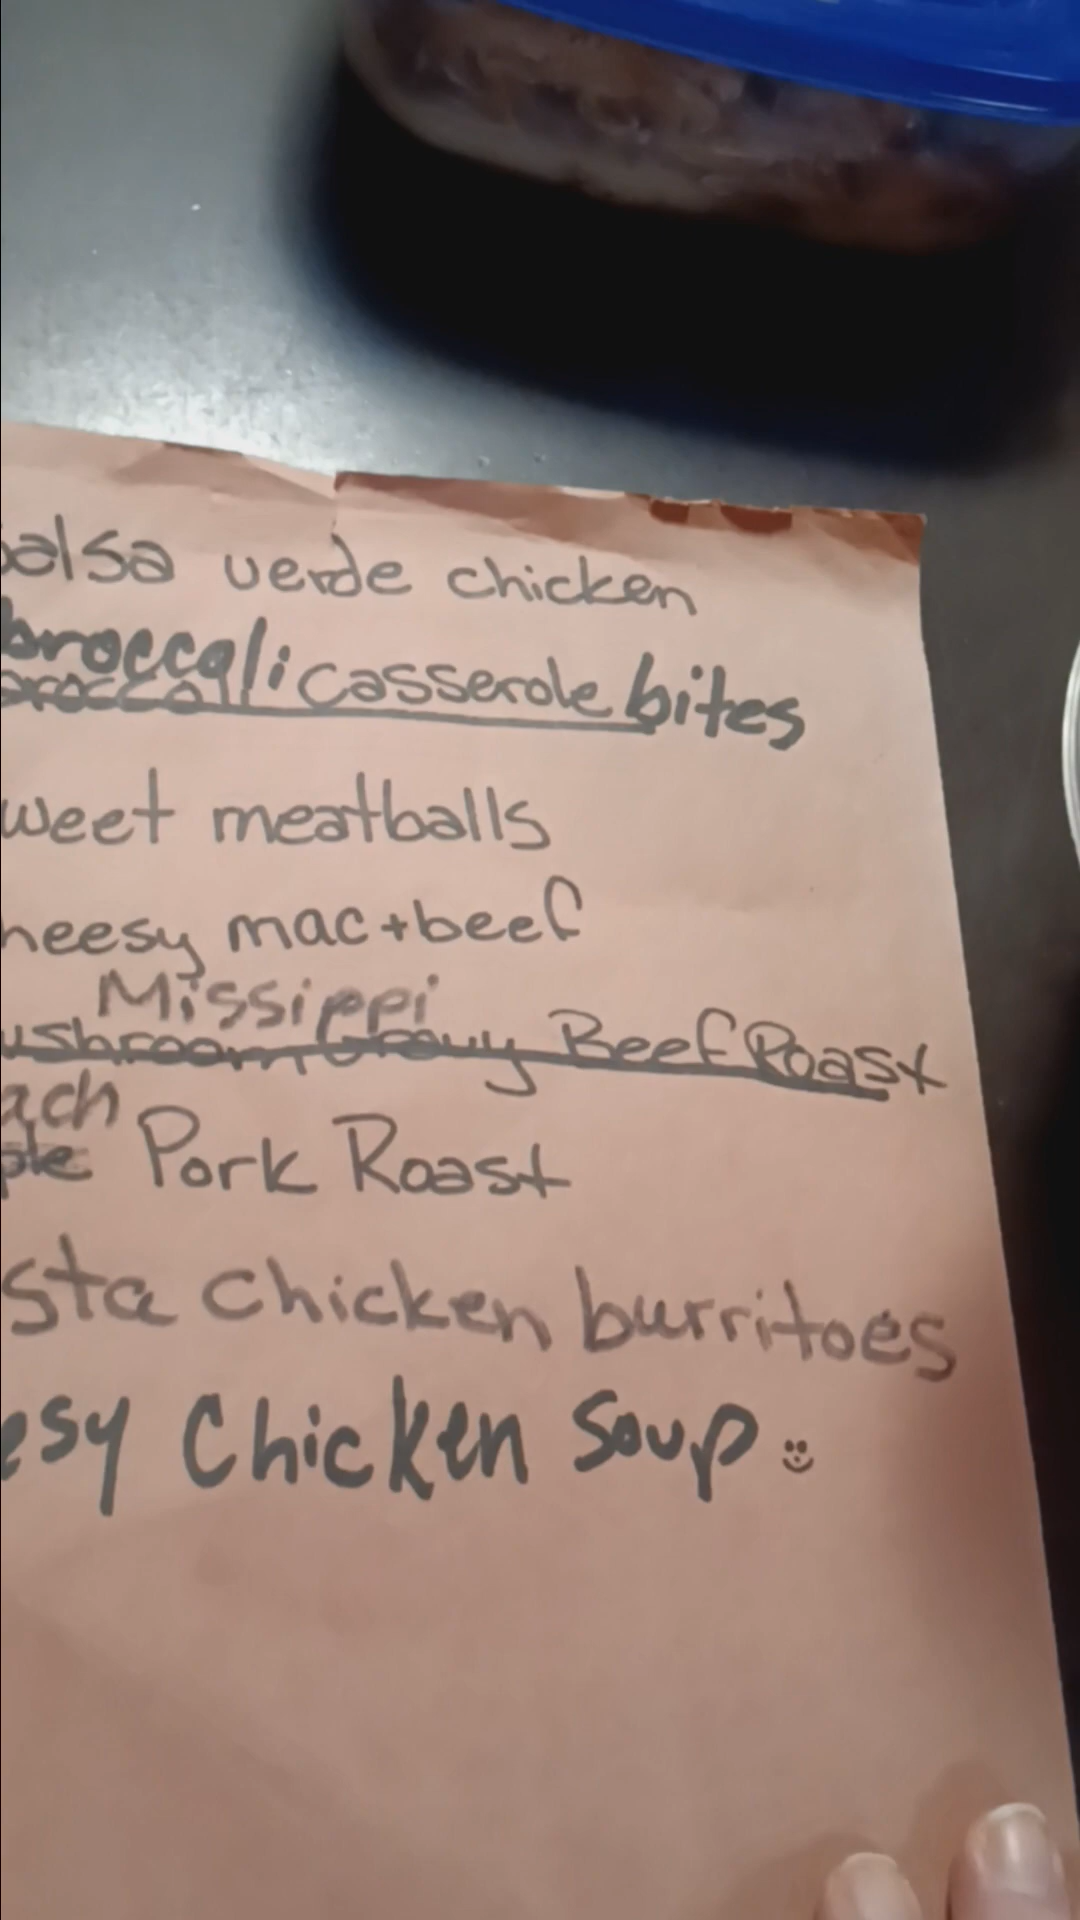 salsa verde chicken
broccoli casserole bites
weet meatballs
heesy mac+beef
Missippi
ushroom Gravy Beef Roast
ach
ple Pork Roast
sta chicken burritoes
esy Chicken Soup